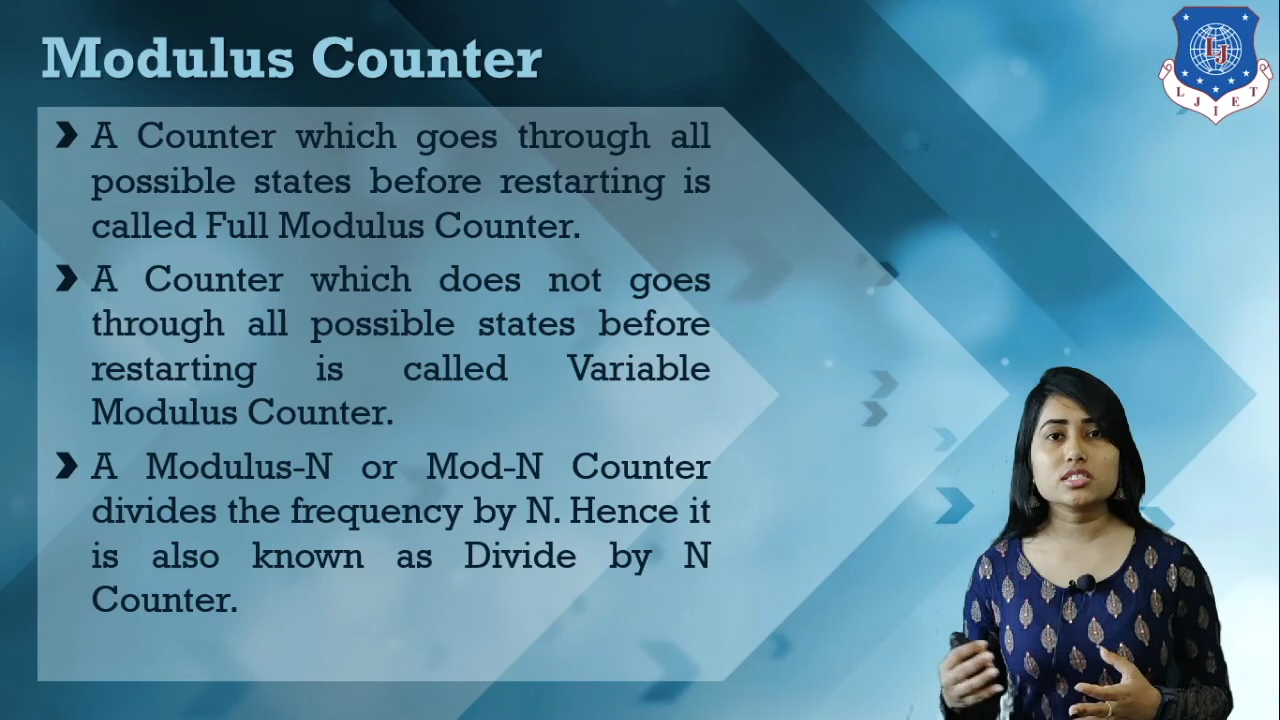 Modulus Counter
A Counter which goes through all
possible states before restarting is
called Full Modulus Counter.
A Counter which does not goes
through all possible states before
restarting is called Variable
Modulus Counter.
A Modulus-N or Mod-N Counter
divides the frequency by N. Hence it
is also known as Divide by N
Counter.
LJ
L J I E T